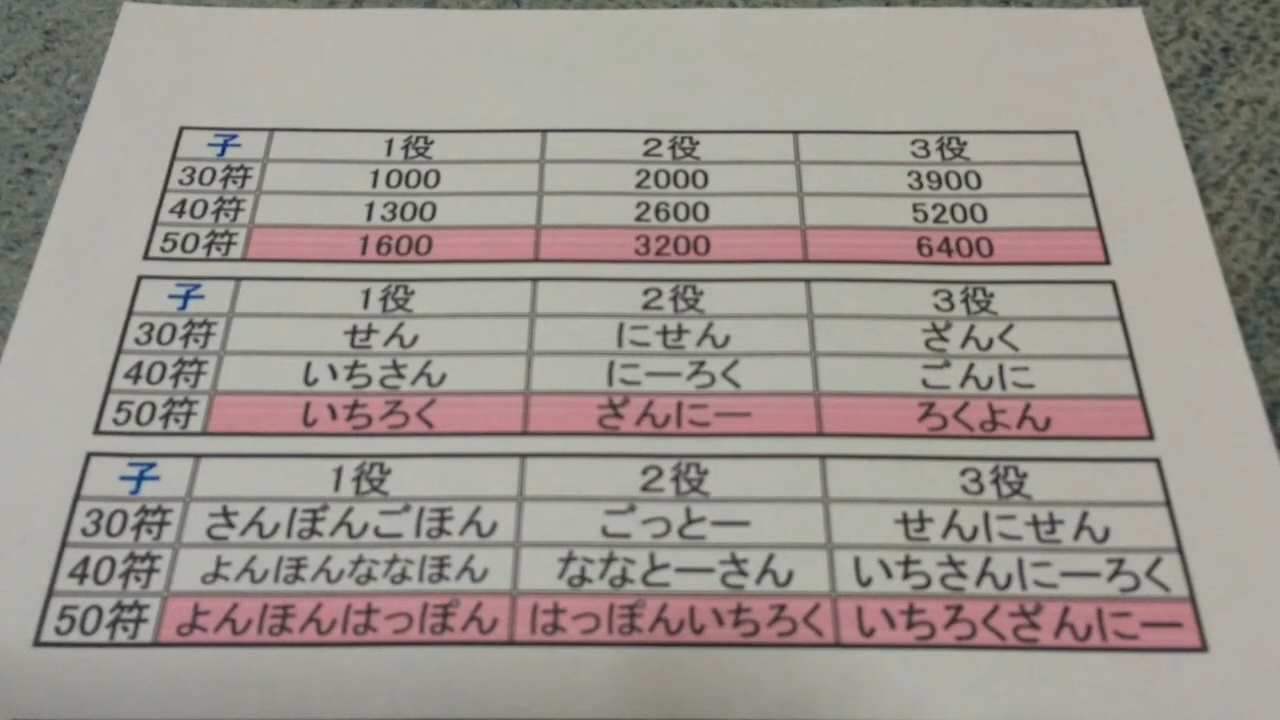 子 1役 2役 3役
30符 1000 2000 3900
40符 1300 2600 5200
50符 1600 3200 6400
子 1役 2役 3役
30符 せん にせん ざんく
40符 いちさん にーろく ごんに
50符 いちろく ざんにー ろくよん
子 1役 2役 3役
30符 さんぼんごほん ごっとー せんにせん
40符 よんほんななほん ななとーさん いちさんにーろく
50符 よんほんはっぽん はっぽんいちろく いちろくざんにー